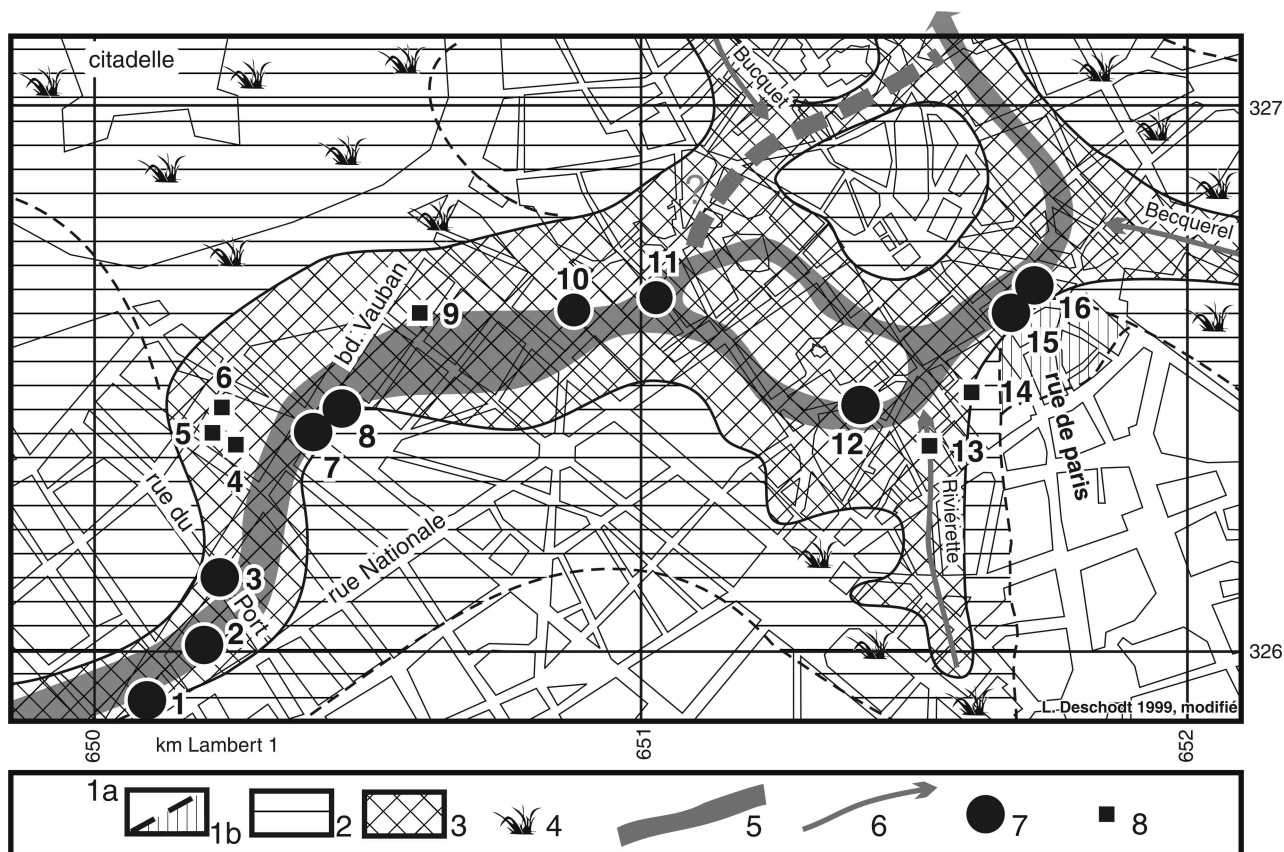 citadelle
Bucquet
327
?
Becquerel
bd. Vauban
10
11
9
16
15
6
14
5
8
12
4
7
13
rue de paris
rue du
Port
Riviérette
rue Nationale
3
2
326
1
L. Deschodt 1999, modifié
650
km Lambert 1
651
652
1a
1b
2
3
4
5
6
7
8